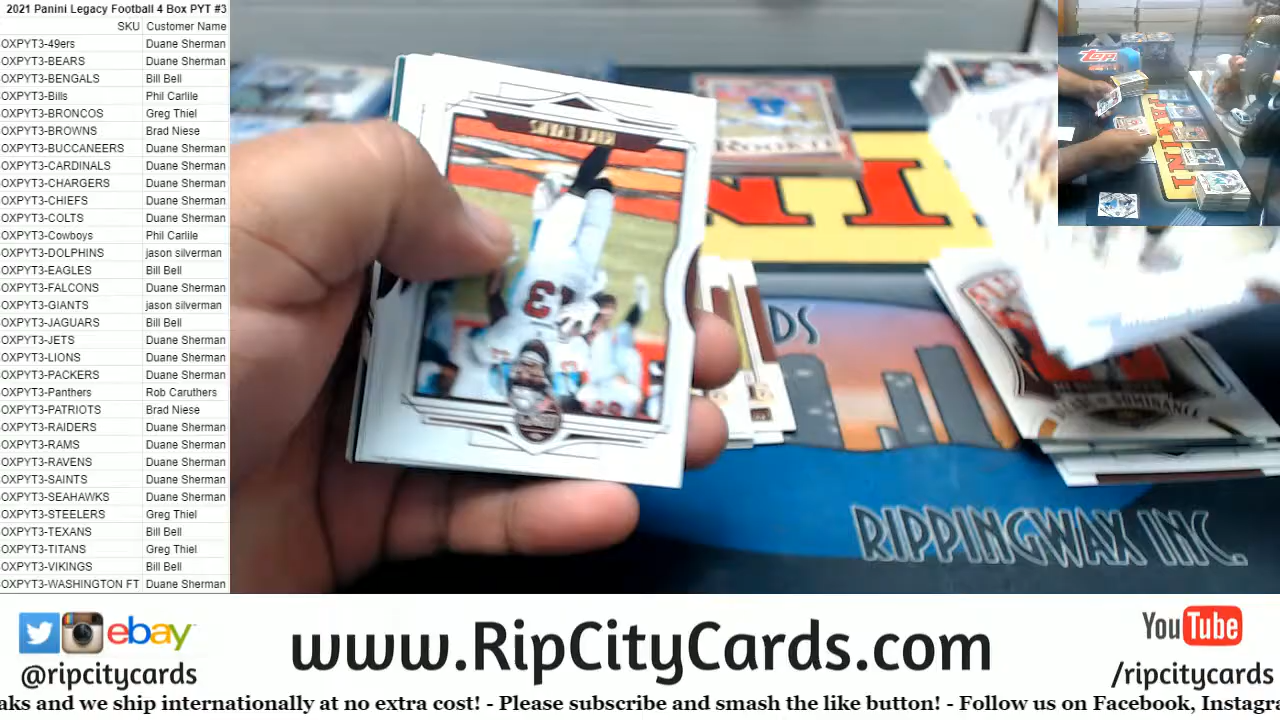 2021 Panini Legacy Football 4 Box PYT #3
SKU Customer Name
OXPYT3-49ers Duane Sherman
OXPYT3-BEARS Duane Sherman
OXPYT3-BENGALS Bill Bell
OXPYT3-Bills Phil Carlile
OXPYT3-BRONCOS Greg Thiel
OXPYT3-BROWNS Brad Niese
OXPYT3-BUCCANEERS Duane Sherman
OXPYT3-CARDINALS Duane Sherman
OXPYT3-CHARGERS Duane Sherman
OXPYT3-CHIEFS Duane Sherman
OXPYT3-COLTS Duane Sherman
OXPYT3-Cowboys Phil Carlile
OXPYT3-DOLPHINS jason silverman
OXPYT3-EAGLES Bill Bell
OXPYT3-FALCONS Duane Sherman
OXPYT3-GIANTS jason silverman
OXPYT3-JAGUARS Bill Bell
OXPYT3-JETS Duane Sherman
OXPYT3-LIONS Duane Sherman
OXPYT3-PACKERS Duane Sherman
OXPYT3-Panthers Rob Caruthers
OXPYT3-PATRIOTS Brad Niese
OXPYT3-RAIDERS Duane Sherman
OXPYT3-RAMS Duane Sherman
OXPYT3-RAVENS Duane Sherman
OXPYT3-SAINTS Duane Sherman
OXPYT3-SEAHAWKS Duane Sherman
OXPYT3-STEELERS Greg Thiel
OXPYT3-TEXANS Bill Bell
OXPYT3-TITANS Greg Thiel
OXPYT3-VIKINGS Bill Bell
OXPYT3-WASHINGTON FT Duane Sherman
MIKE EVANS
13
ROOKIE
DS
DOMINANCE
RIPPINGWAX INC.
topps
PANINI
ebay
@ripcitycards
www.RipCityCards.com
YouTube
/ripcitycards
aks and we ship internationally at no extra cost! - Please subscribe and smash the like button! - Follow us on Facebook, Instagra